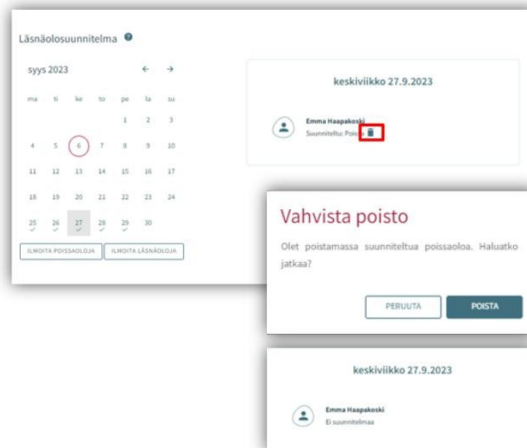 Läsnäolosuunnitelma ?
syys 2023 ← →
ma ti ke to pe la su
1 2 3
4 5 6 7 8 9 10
11 12 13 14 15 16 17
18 19 20 21 22 23 24
25 26 27 28 29 30
ILMOITA POISSAOLOJA ILMOITA LÄSNÄOLOJA
keskiviikko 27.9.2023
Emma Haapakoski
Suunniteltu: Poissa
Vahvista poisto
Olet poistamassa suunniteltua poissaoloa. Haluatko
jatkaa?
PERUUTA POISTA
keskiviikko 27.9.2023
Emma Haapakoski
Ei suunnitelmaa